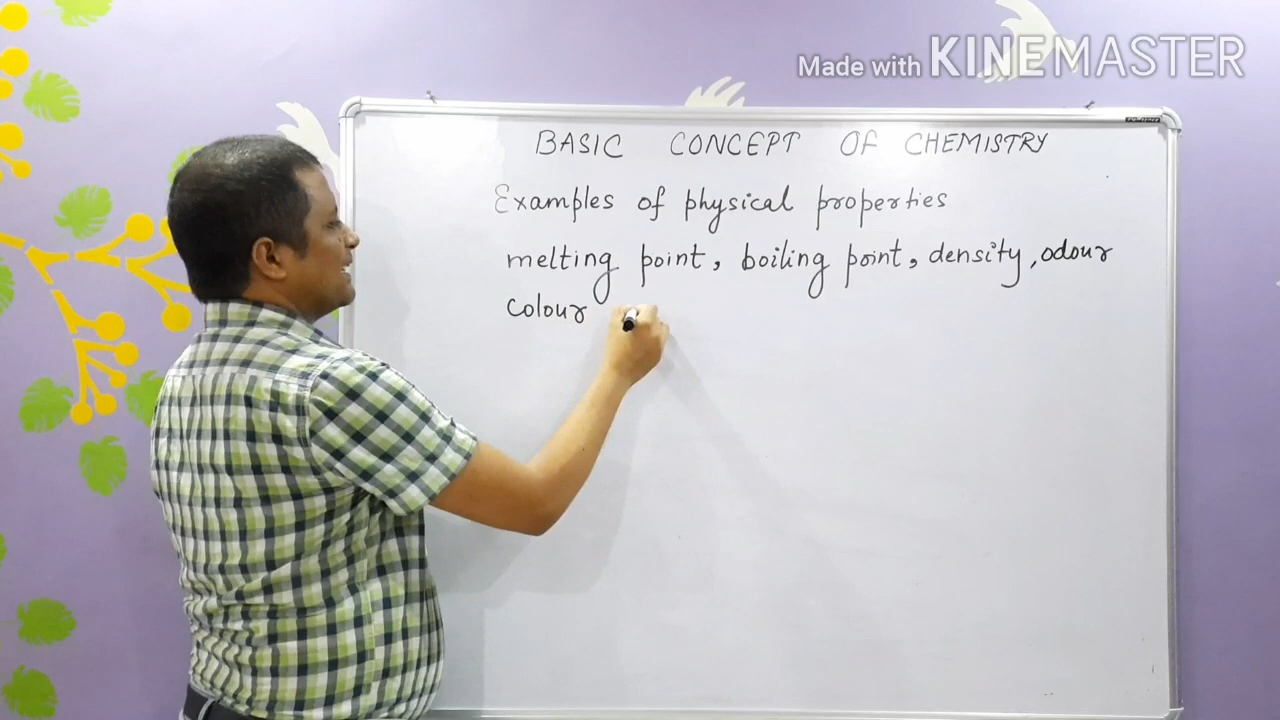 Made with KINEMASTER
BASIC CONCEPT OF CHEMISTRY
Examples of physical properties
melting point, boiling point, density, odour
colour